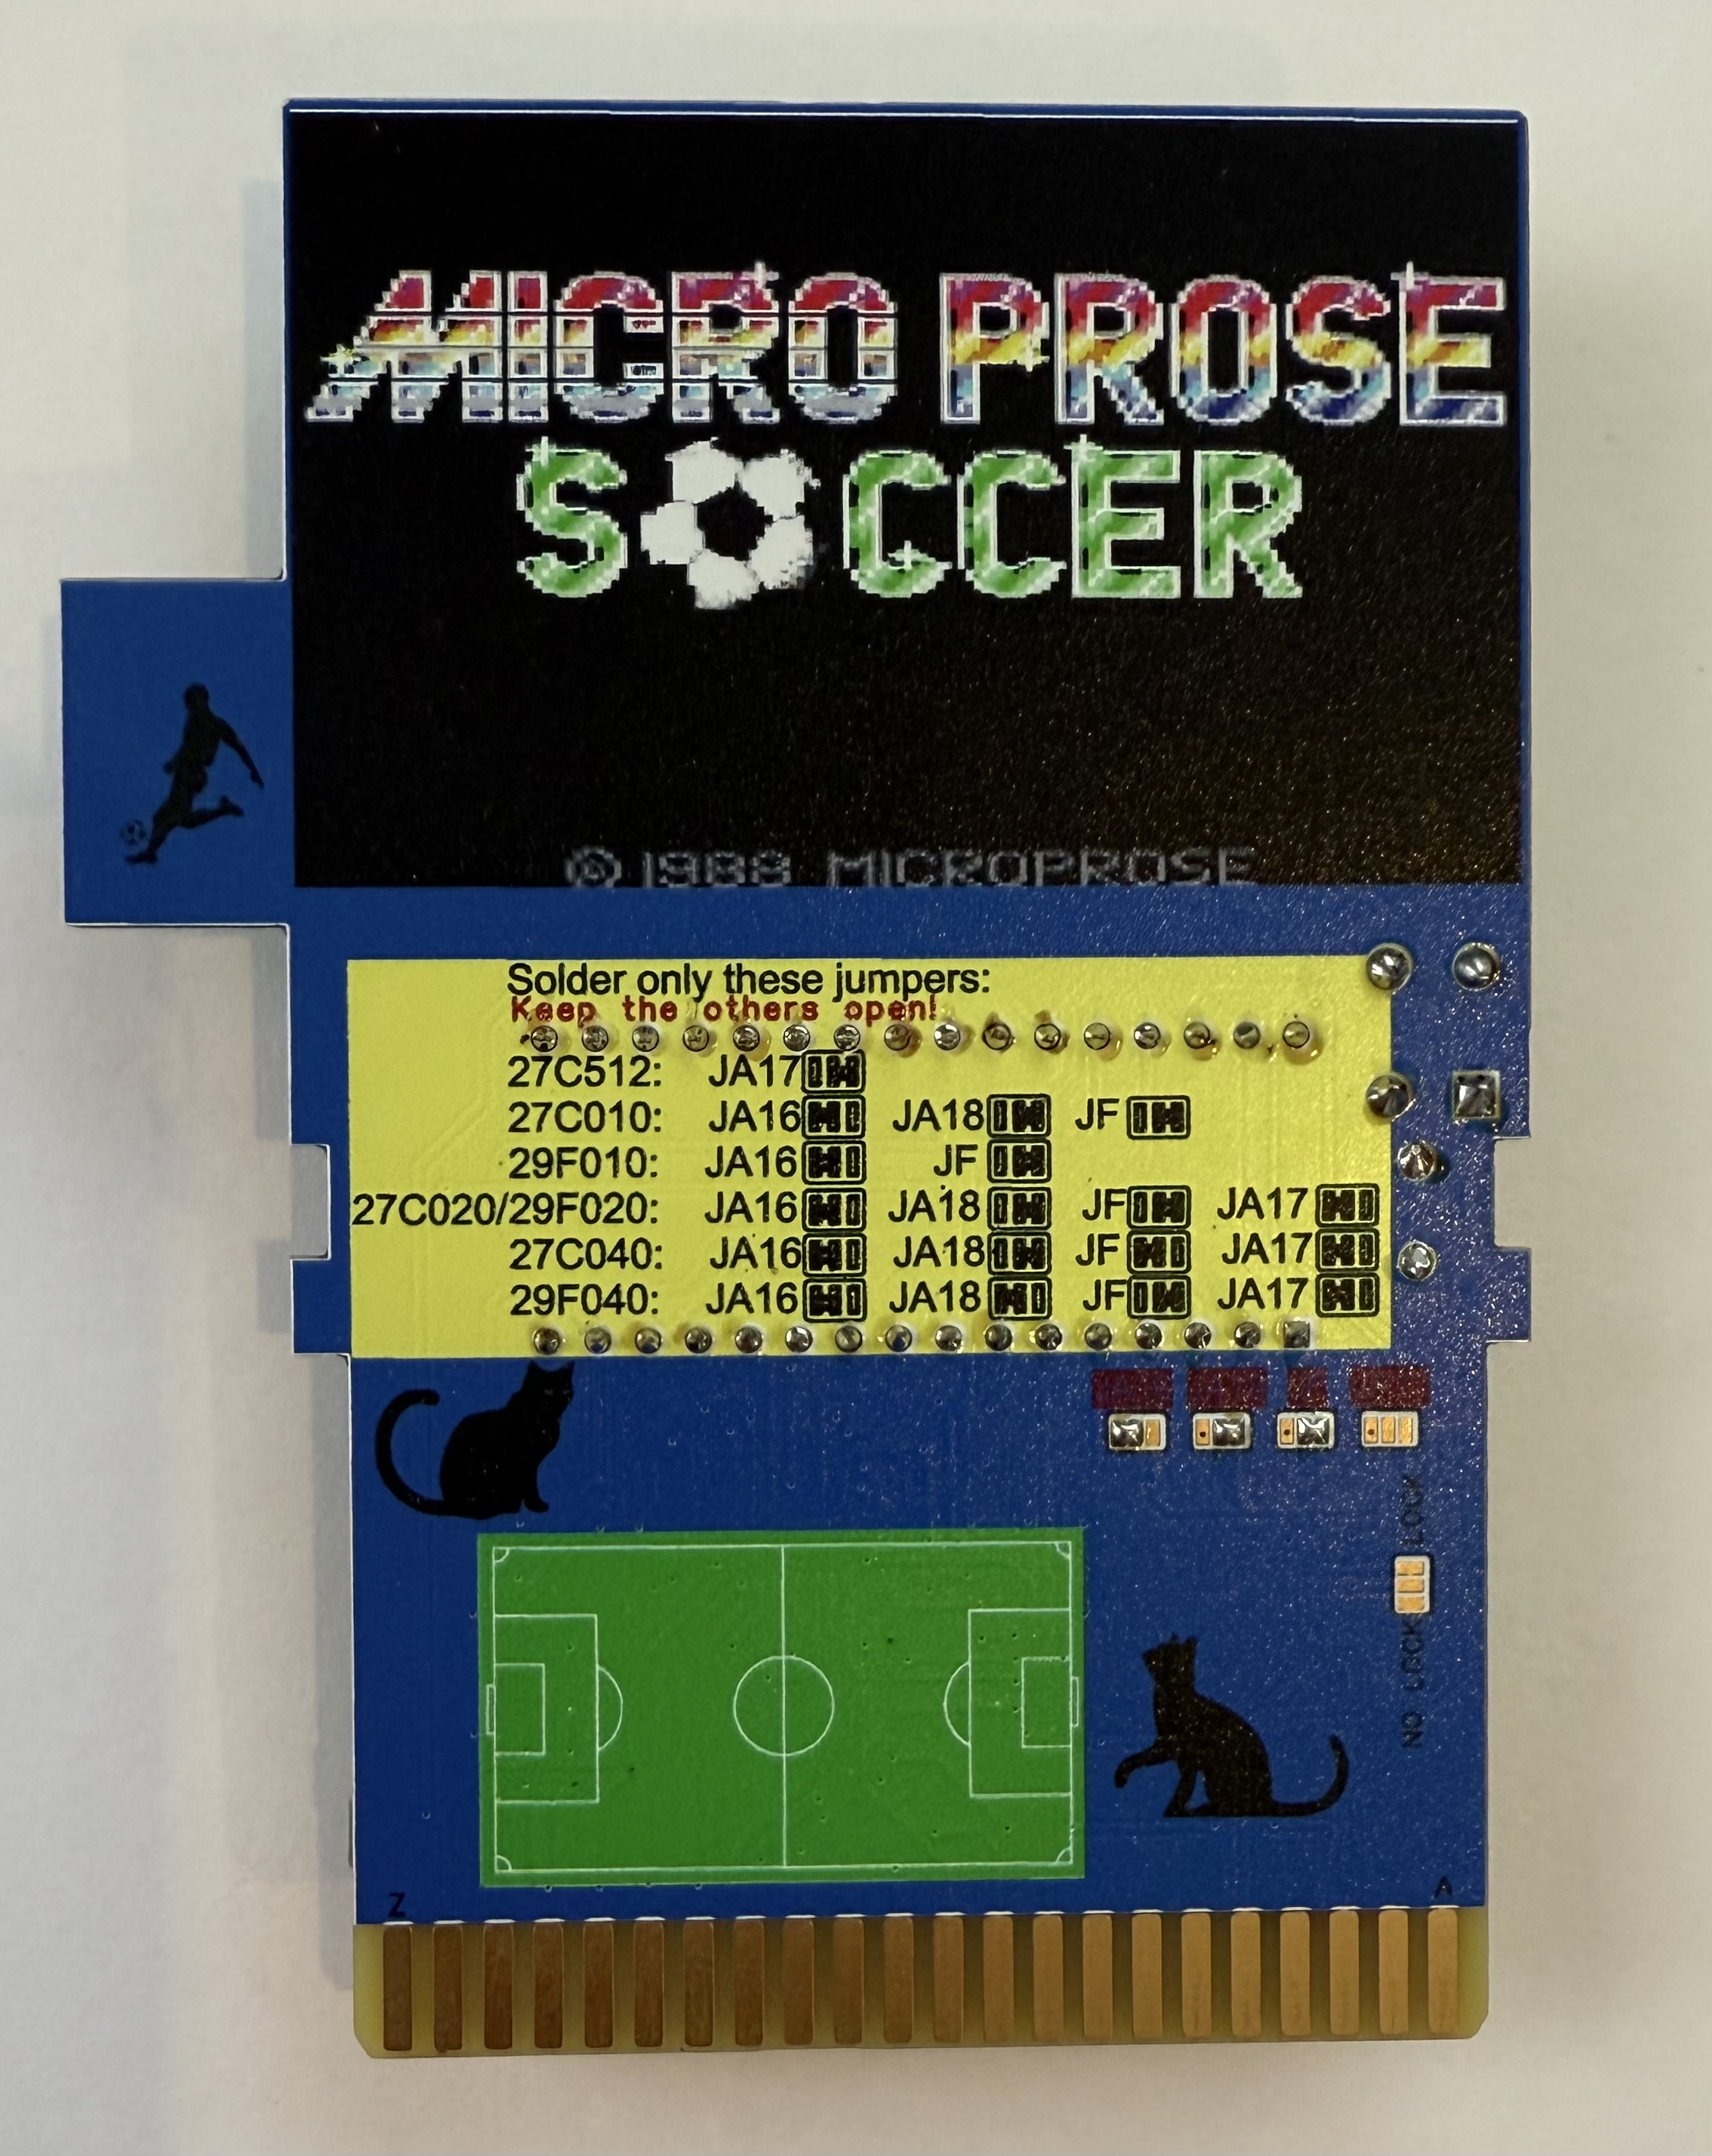 MICRO PROSE
SOCCER
© 1988 MICROPROSE
Solder only these jumpers:
Keep the others open!
27C512: JA17
27C010: JA16 JA18 JF
29F010: JA16 JF
27C020/29F020: JA16 JA18 JF JA17
27C040: JA16 JA18 JF JA17
29F040: JA16 JA18 JF JA17
LOCK
NO LOCK
Z A